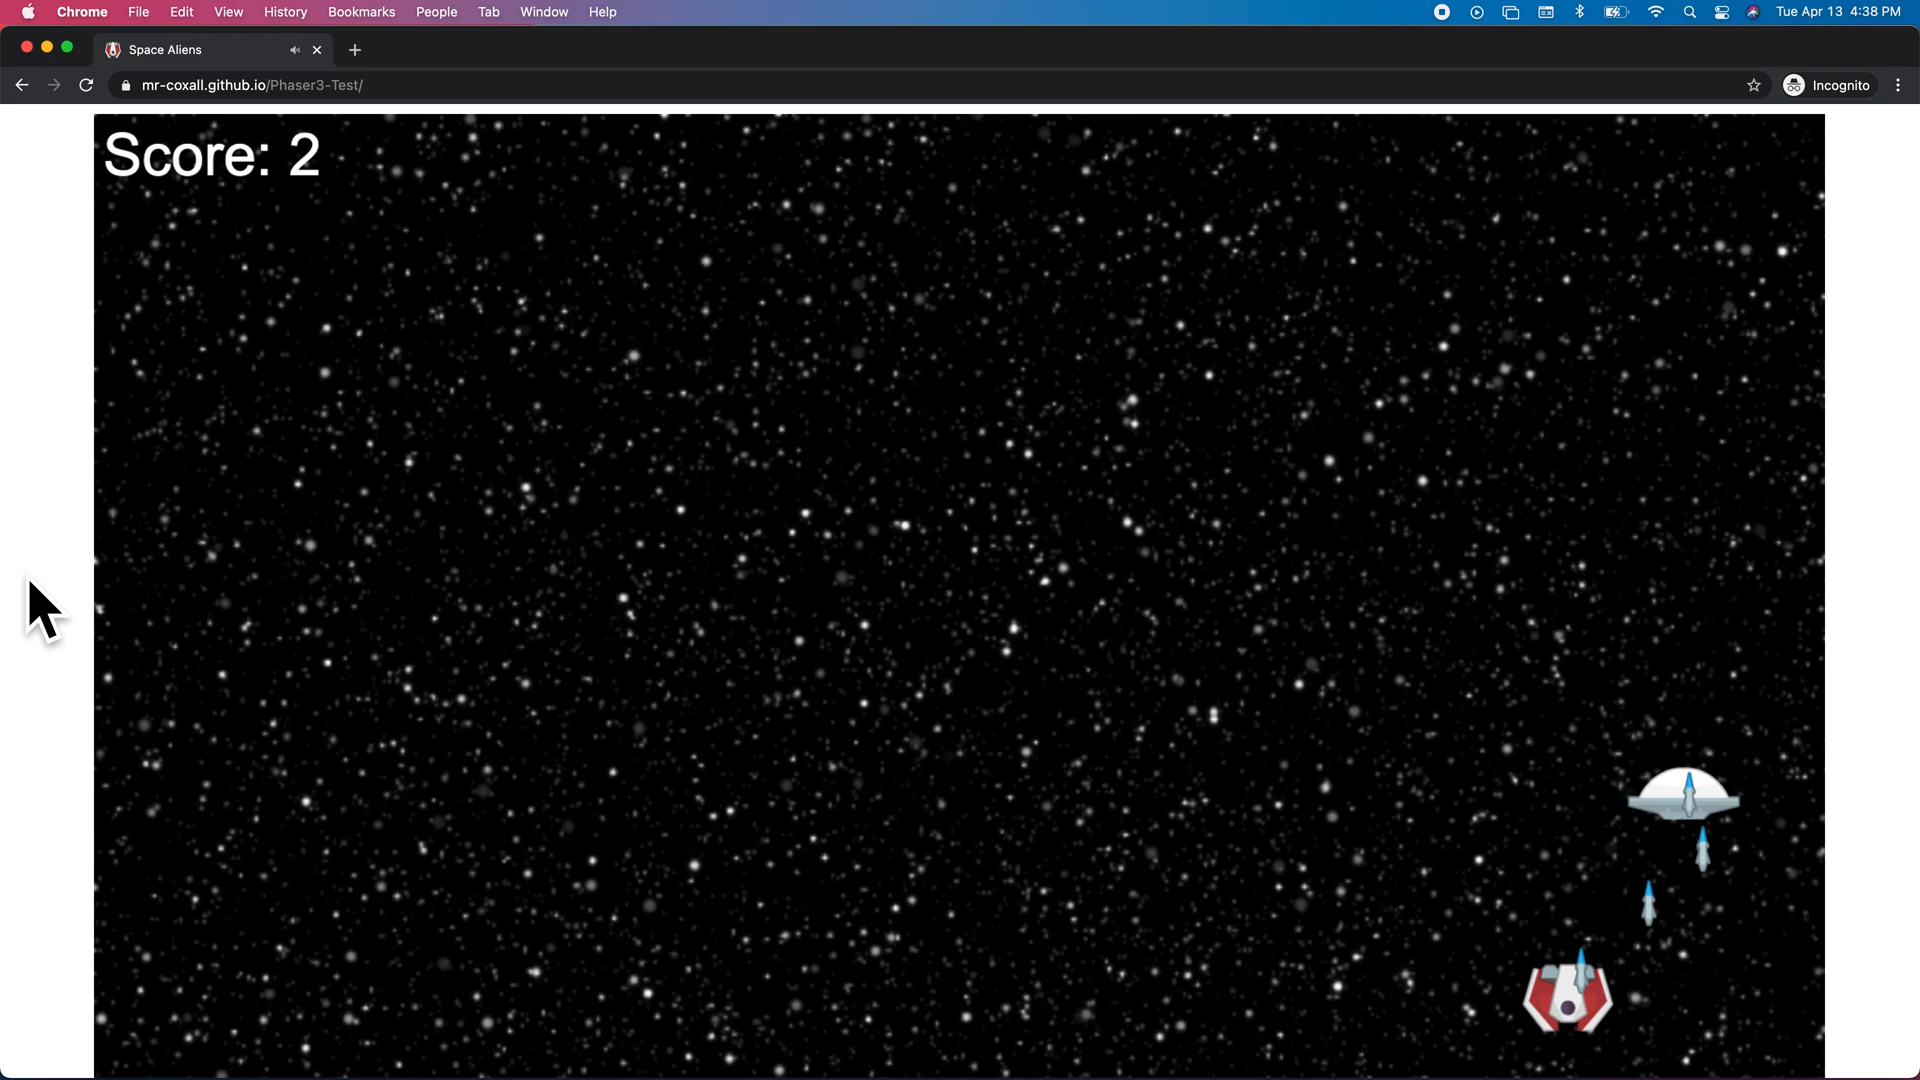 Chrome File Edit View History Bookmarks People Tab Window Help Tue Apr 13 4:38 PM
Space Aliens
mr-coxall.github.io/Phaser3-Test/ Incognito
Score: 2